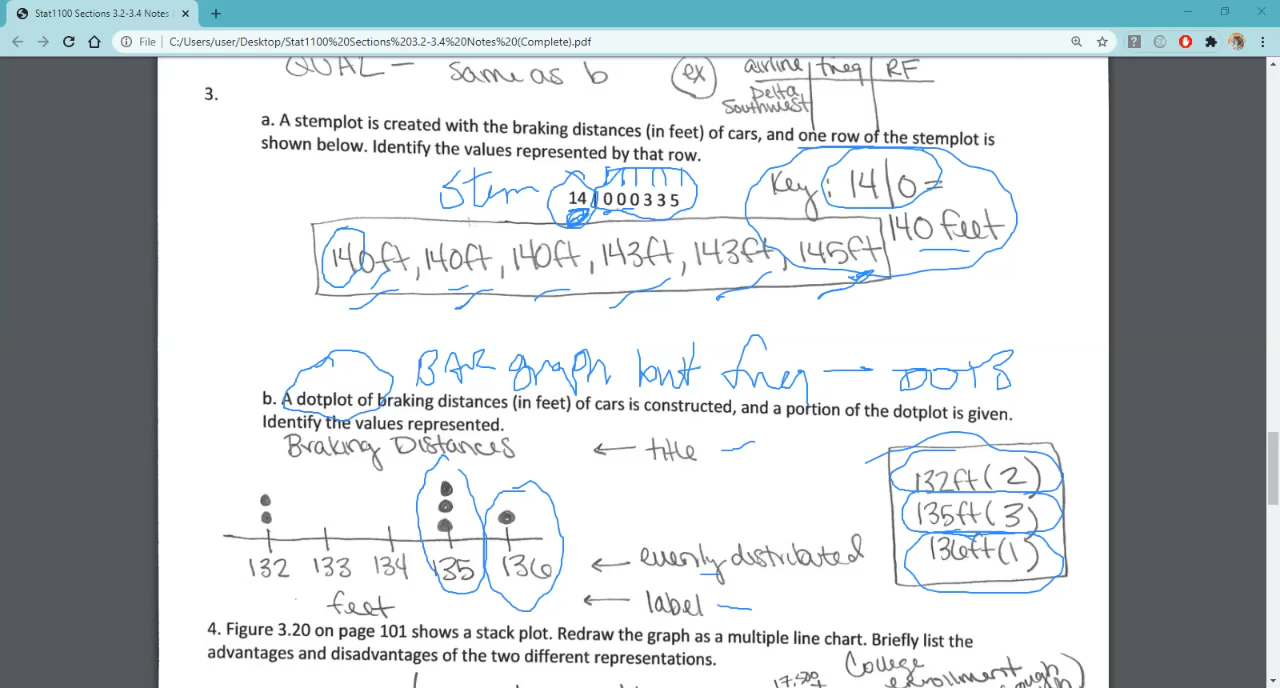 Stat1100 Sections 3.2-3.4 Notes
File | C:/Users/user/Desktop/Stat1100%20Sections%203.2-3.4%20Notes%20(Complete).pdf
QUAL – same as b (ex) airline freq RF
Delta
Southwest
3.
a. A stemplot is created with the braking distances (in feet) of cars, and one row of the stemplot is
shown below. Identify the values represented by that row.
Stem 14 | 0 0 0 3 3 5 Key: 14|0 =
140 feet
140ft, 140ft, 140ft, 143ft, 143ft, 145ft
BAR graph but freq — DOTS
b. A dotplot of braking distances (in feet) of cars is constructed, and a portion of the dotplot is given.
Identify the values represented.
Braking Distances ← title
132ft(2)
135ft(3)
136ft(1)
132 133 134 135 136 ← evenly distributed
feet ← label
4. Figure 3.20 on page 101 shows a stack plot. Redraw the graph as a multiple line chart. Briefly list the
advantages and disadvantages of the two different representations.
College
enrollment